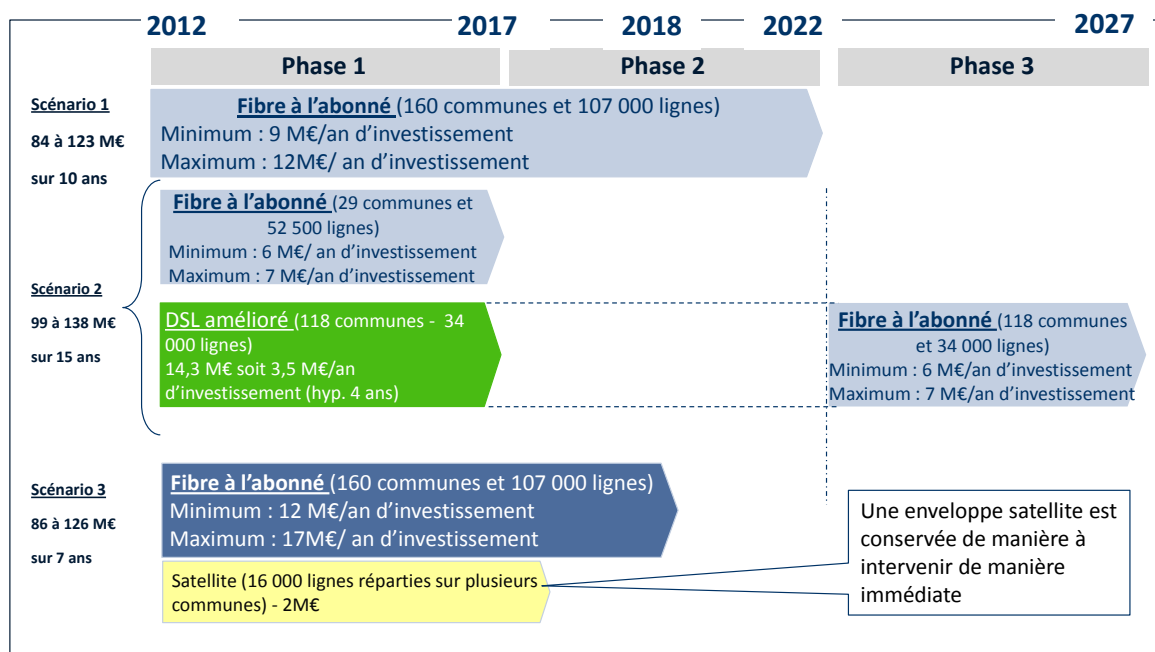 2012 2017 2018 2022 2027
Phase 1 Phase 2 Phase 3
Scénario 1
84 à 123 M€
sur 10 ans
Fibre à l'abonné (160 communes et 107 000 lignes)
Minimum : 9 M€/an d'investissement
Maximum : 12M€/ an d'investissement
Scénario 2
99 à 138 M€
sur 15 ans
Fibre à l'abonné (29 communes et
52 500 lignes)
Minimum : 6 M€/ an d'investissement
Maximum : 7 M€/an d'investissement
DSL amélioré (118 communes - 34
000 lignes)
14,3 M€ soit 3,5 M€/an
d'investissement (hyp. 4 ans)
Fibre à l'abonné (118 communes
et 34 000 lignes)
Minimum : 6 M€/an d'investissement
Maximum : 7 M€/an d'investissement
Scénario 3
86 à 126 M€
sur 7 ans
Fibre à l'abonné (160 communes et 107 000 lignes)
Minimum : 12 M€/an d'investissement
Maximum : 17M€/ an d'investissement
Satellite (16 000 lignes réparties sur plusieurs
communes) - 2M€
Une enveloppe satellite est
conservée de manière à
intervenir de manière
immédiate